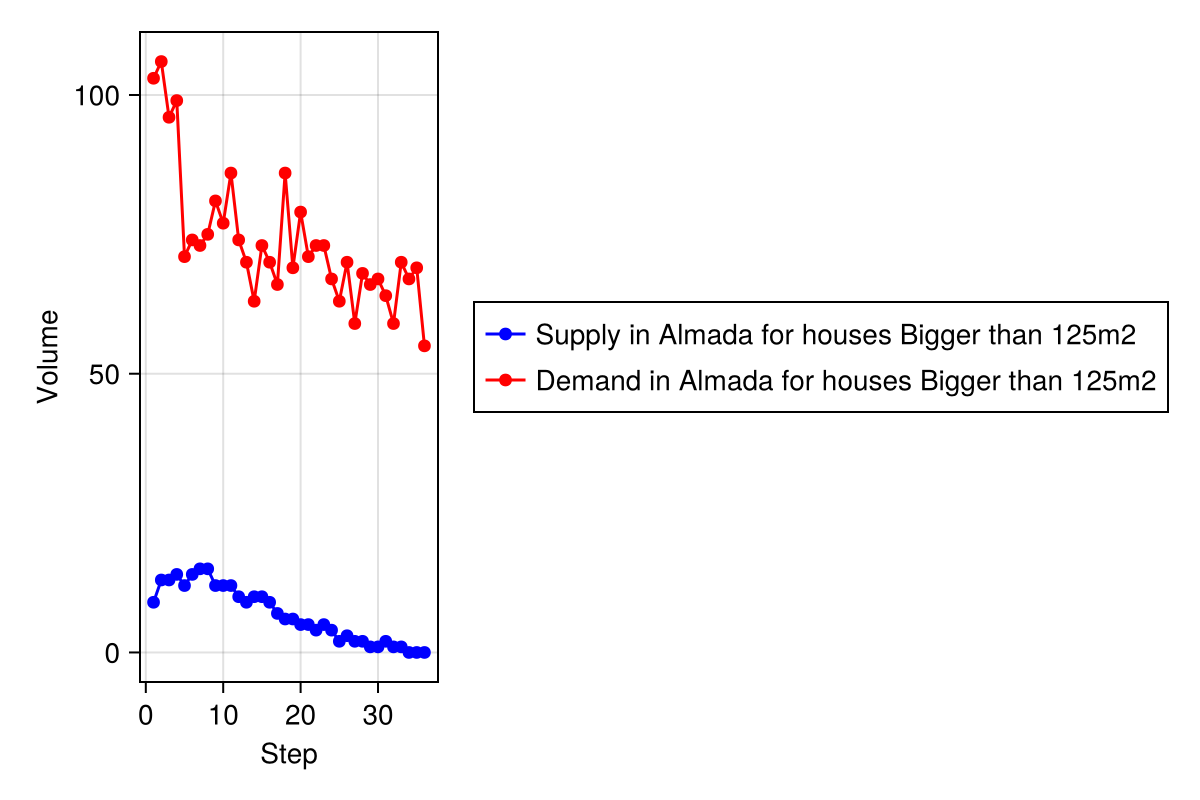 100
50
0
Volume
0 10 20 30
Step
Supply in Almada for houses Bigger than 125m2
Demand in Almada for houses Bigger than 125m2